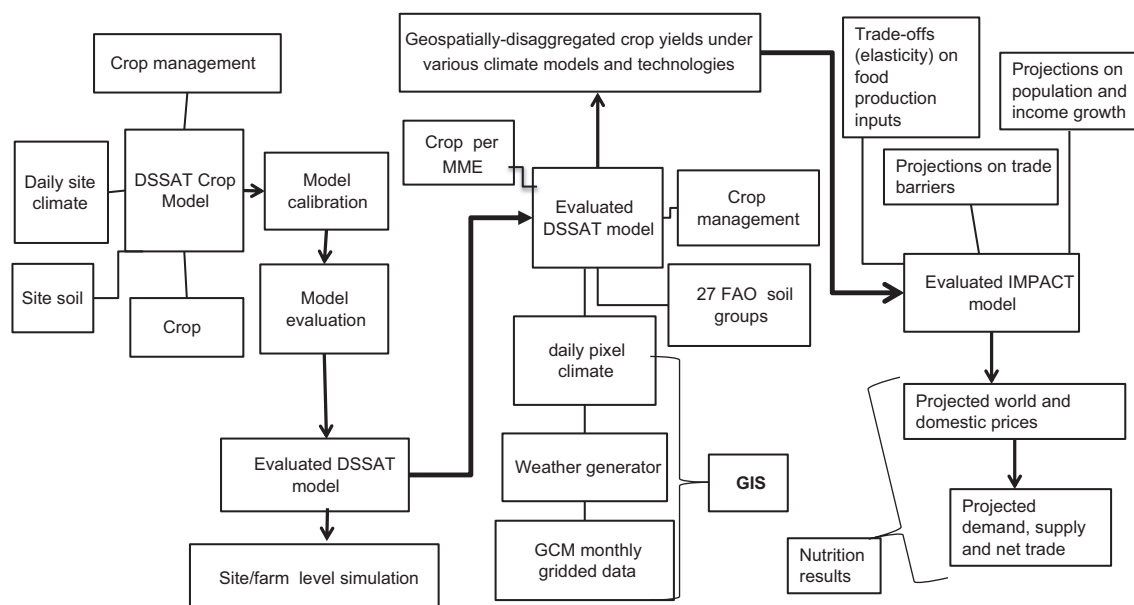 Crop management
Daily site
climate
DSSAT Crop
Model
Model
calibration
Site soil
Crop
Model
evaluation
Evaluated DSSAT
model
Site/farm level simulation
Geospatially-disaggregated crop yields under
various climate models and technologies
Crop per
MME
Evaluated
DSSAT model
Crop
management
27 FAO soil
groups
daily pixel
climate
Weather generator
GCM monthly
gridded data
GIS
Trade-offs
(elasticity) on
food
production
inputs
Projections on
population and
income growth
Projections on trade
barriers
Evaluated IMPACT
model
Projected world and
domestic prices
Projected
demand, supply
and net trade
Nutrition
results